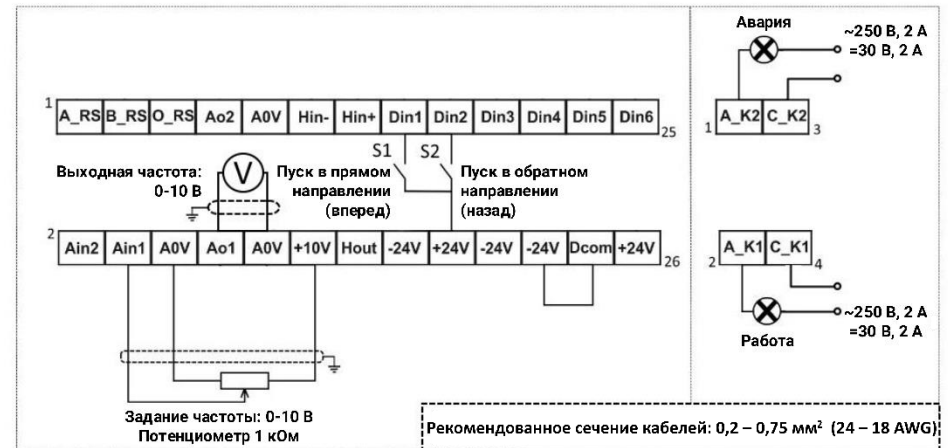 Авария
~250 В, 2 А
=30 В, 2 А
1 A_RS B_RS O_RS Ao2 A0V Hin- Hin+ Din1 Din2 Din3 Din4 Din5 Din6 25
1 A_K2 C_K2 3
S1 S2
Выходная частота:
0-10 В
V
Пуск в прямом
направлении
(вперед)
Пуск в обратном
направлении
(назад)
2 Ain2 Ain1 A0V Ao1 A0V +10V Hout -24V +24V -24V -24V Dcom +24V 26
2 A_K1 C_K1 4
~250 В, 2 А
=30 В, 2 А
Работа
Задание частоты: 0-10 В
Потенциометр 1 кОм
Рекомендованное сечение кабелей: 0,2 – 0,75 мм² (24 – 18 AWG)